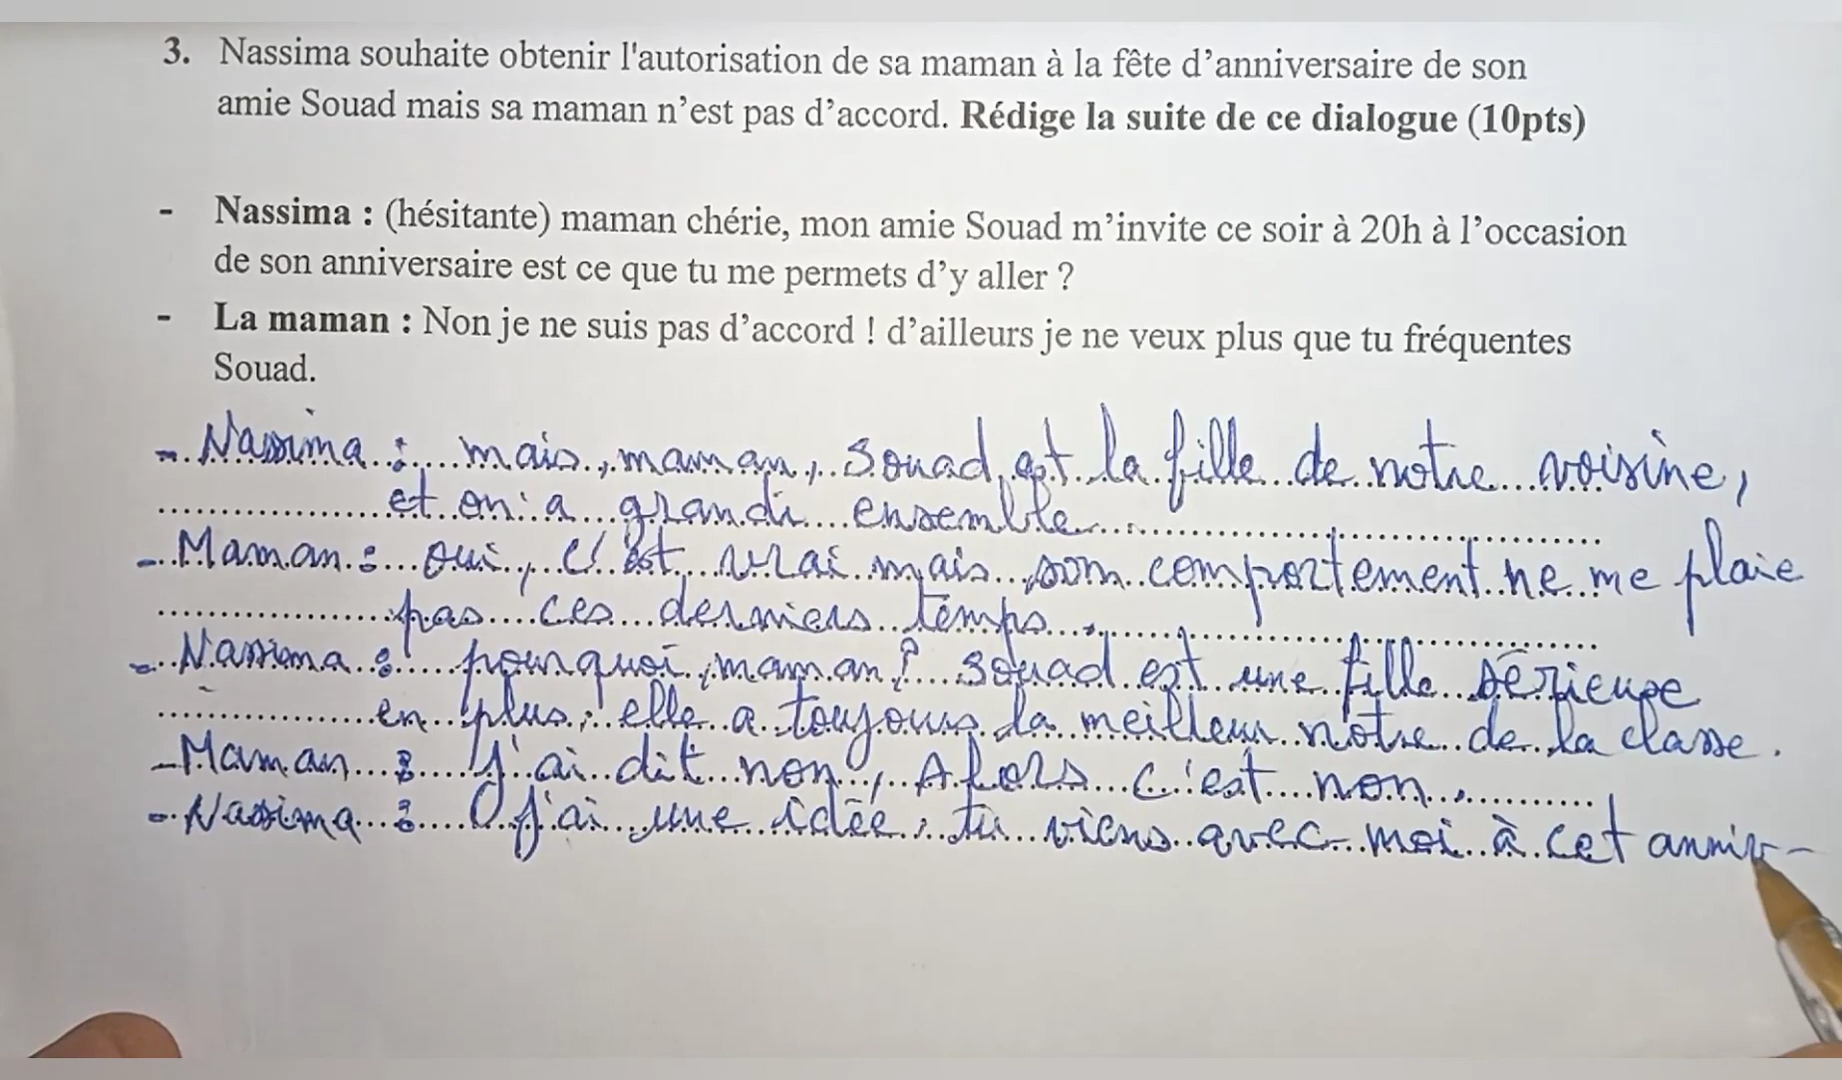 3. Nassima souhaite obtenir l'autorisation de sa maman à la fête d'anniversaire de son
amie Souad mais sa maman n'est pas d'accord. Rédige la suite de ce dialogue (10pts)
- Nassima : (hésitante) maman chérie, mon amie Souad m'invite ce soir à 20h à l'occasion
de son anniversaire est ce que tu me permets d'y aller ?
- La maman : Non je ne suis pas d'accord ! d'ailleurs je ne veux plus que tu fréquentes
Souad.
- Nassima : mais, maman, Souad est la fille de notre voisine,
et on a grandi ensemble
- Maman : oui, c'est vrai mais son comportement ne me plaie
pas ces derniers temps.
- Nassima : pourquoi, maman ? Souad est une fille sérieuse
en plus, elle a toujours la meilleur note de la classe.
- Maman : J'ai dit non, Alors c'est non.
- Nassima : O j'ai une idée, tu viens avec moi à cet anniv-